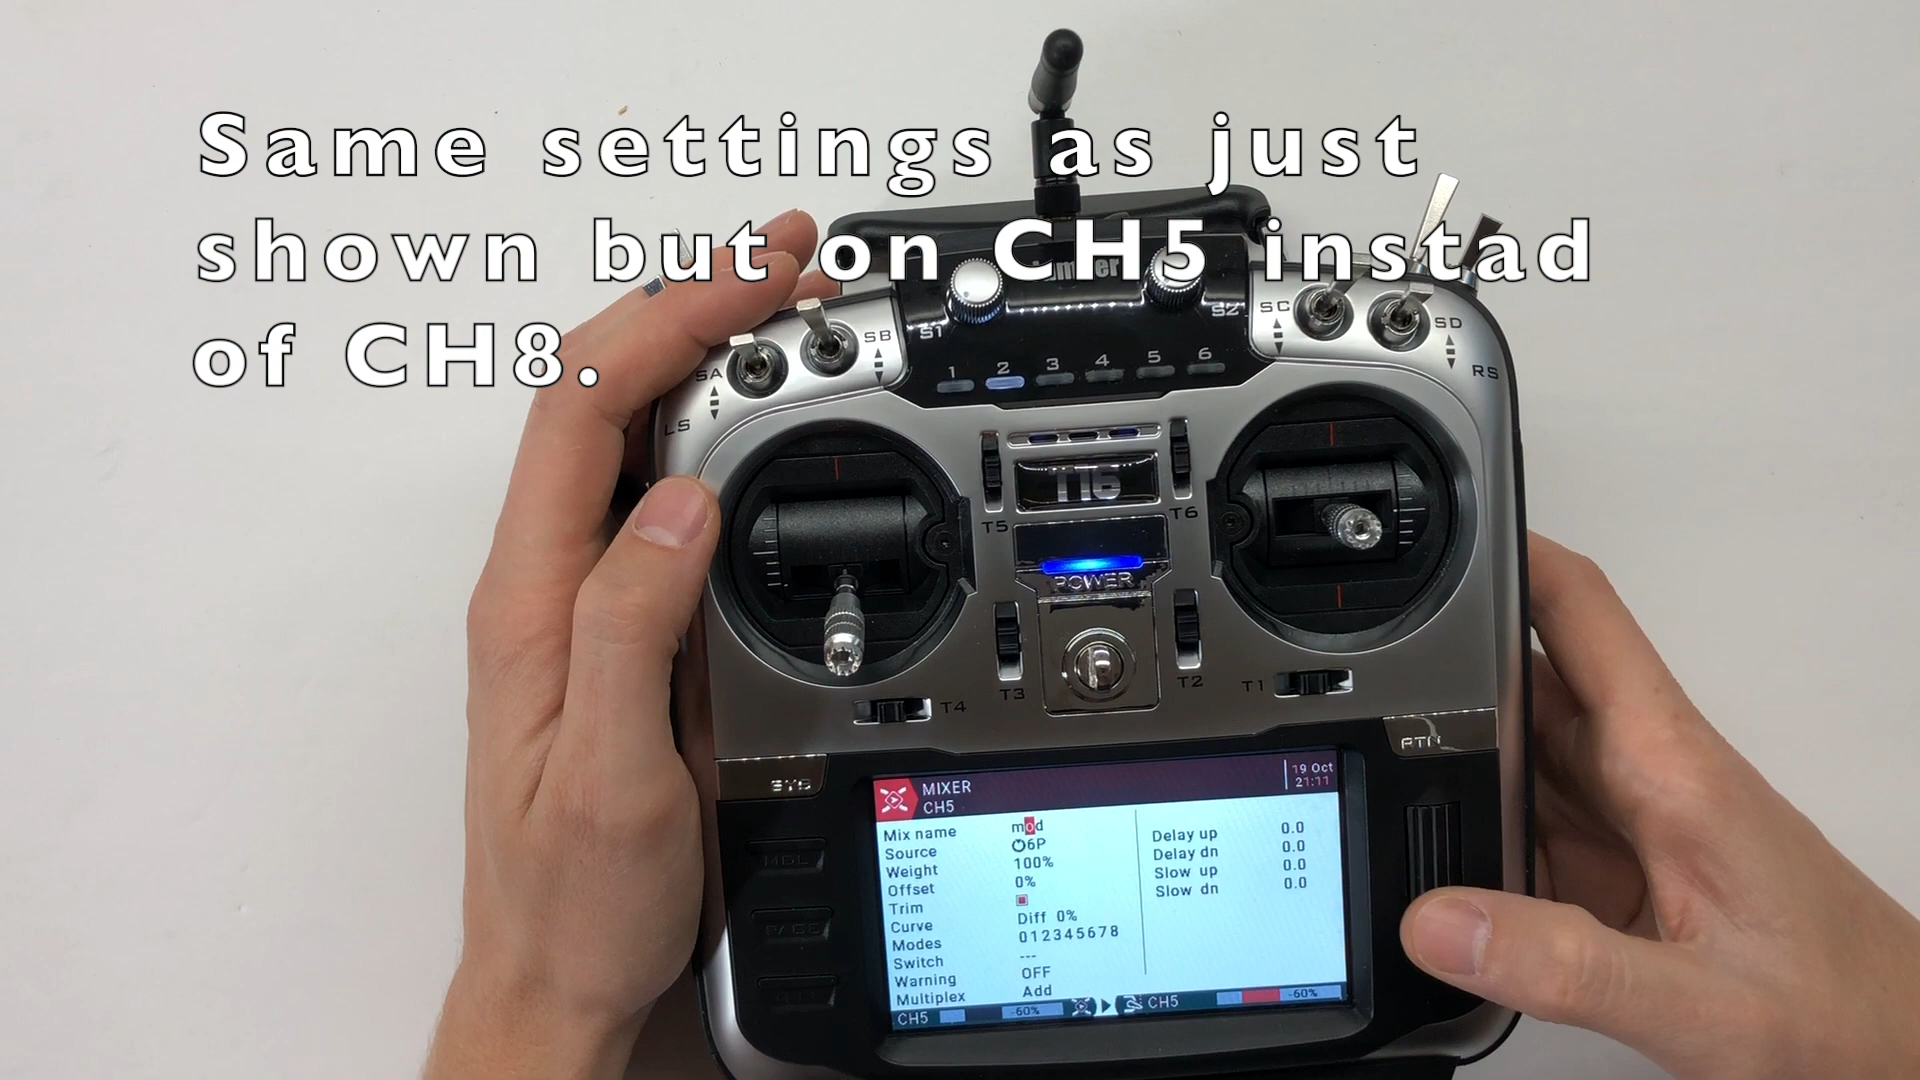 Same settings as just
shown but on CH5 instad
of CH8.
S1
S2
SA
SB
SC
SD
LS
RS
1 2 3 4 5 6
T16
T5
T6
POWER
T3
T2
T4
T1
SYS
RTN
MDL
PAGE
MIXER
CH5
19 Oct
21:11
Mix name mod
Source 6P
Weight 100%
Offset 0%
Trim
Curve Diff 0%
Modes 012345678
Switch ---
Warning OFF
Multiplex Add
Delay up 0.0
Delay dn 0.0
Slow up 0.0
Slow dn 0.0
CH5 -60% CH5 -60%